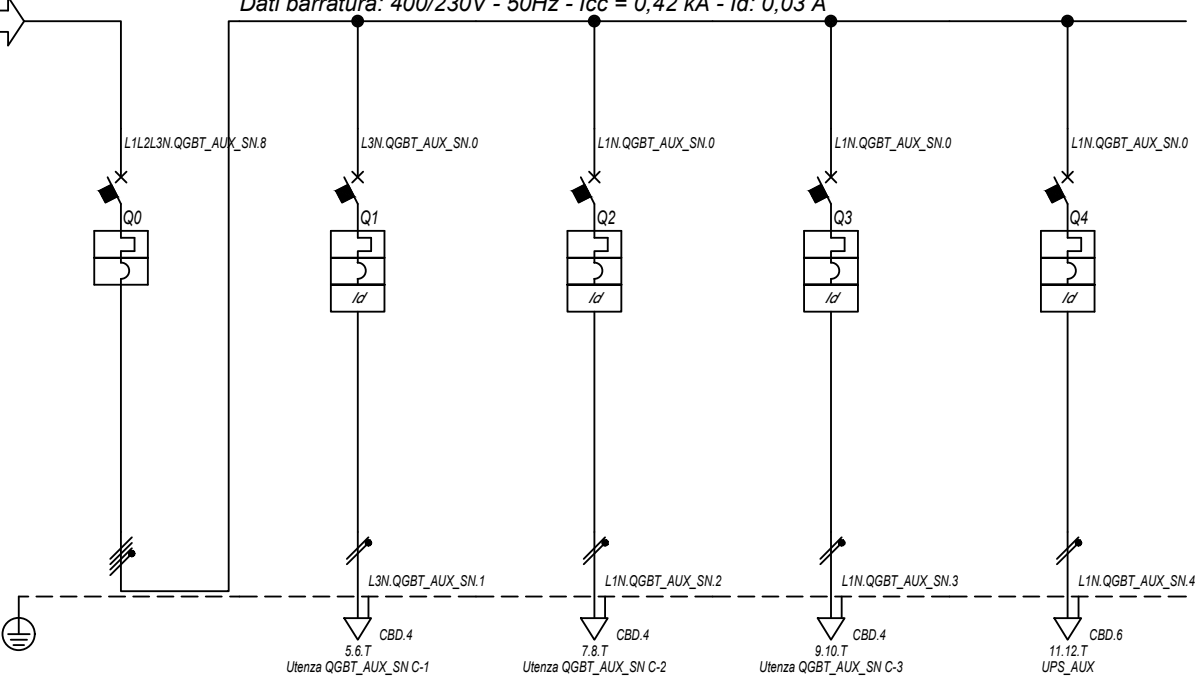 Dati barratura: 400/230V - 50Hz - Icc = 0,42 kA - Id: 0,03 A
L1L2L3N.QGBT_AUX_SN.8
L3N.QGBT_AUX_SN.0
L1N.QGBT_AUX_SN.0
L1N.QGBT_AUX_SN.0
L1N.QGBT_AUX_SN.0
Q0
Q1
Q2
Q3
Q4
Id
Id
Id
Id
L3N.QGBT_AUX_SN.1
L1N.QGBT_AUX_SN.2
L1N.QGBT_AUX_SN.3
L1N.QGBT_AUX_SN.4
CBD.4
CBD.4
CBD.4
CBD.6
5.6.T
7.8.T
9.10.T
11.12.T
Utenza QGBT_AUX_SN C-1
Utenza QGBT_AUX_SN C-2
Utenza QGBT_AUX_SN C-3
UPS_AUX